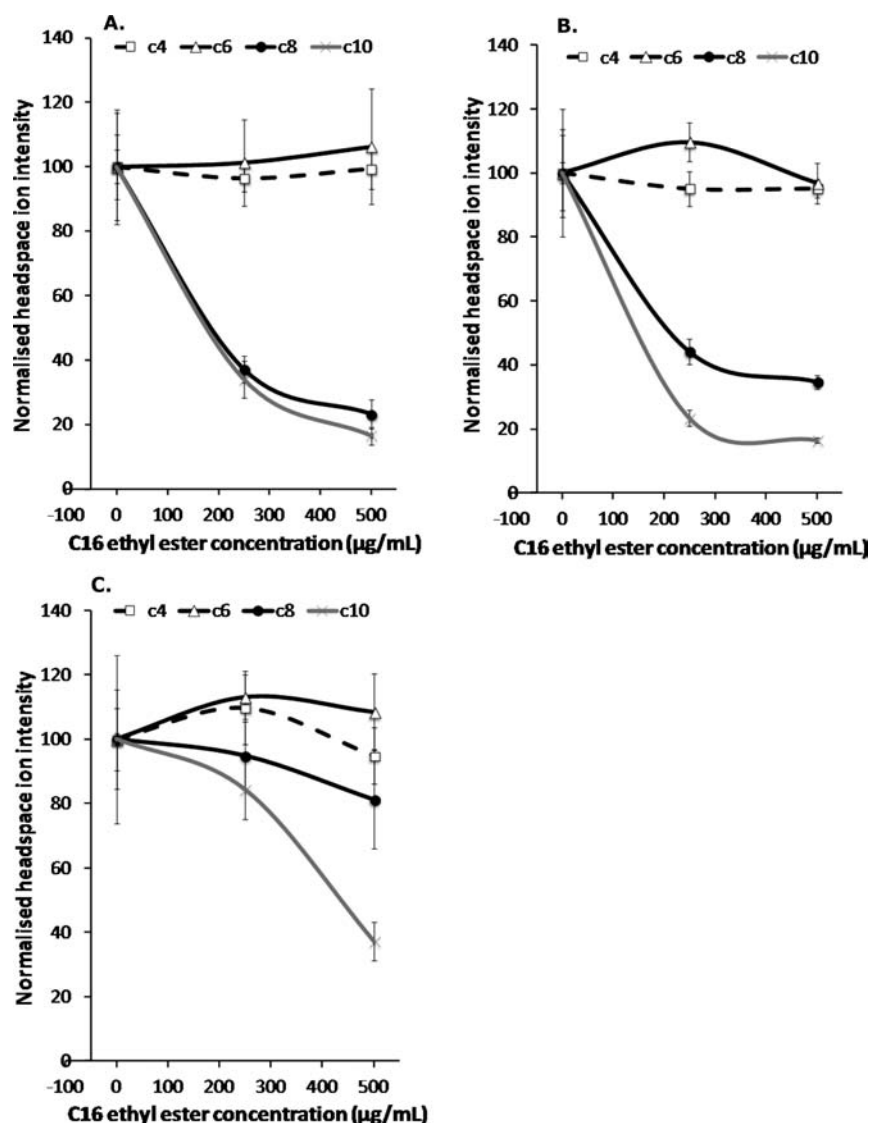 A.
c4 c6 c8 c10
140
120
100
80
60
40
20
0
Normalised headspace ion intensity
-100 0 100 200 300 400 500
C16 ethyl ester concentration (µg/mL)
B.
c4 c6 c8 c10
140
120
100
80
60
40
20
0
Normalised headspace ion intensity
-100 0 100 200 300 400 500
C16 ethyl ester concentration (µg/mL)
C.
c4 c6 c8 c10
140
120
100
80
60
40
20
0
Normalised headspace ion intensity
-100 0 100 200 300 400 500
C16 ethyl ester concentration (µg/mL)